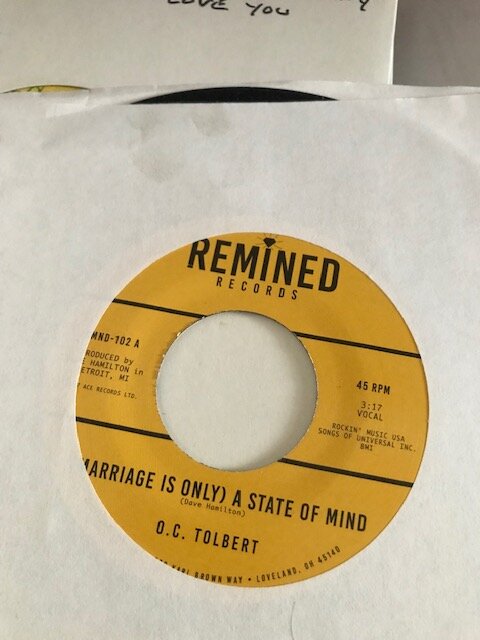 LOVE YOU
REMINED
RECORDS
MND-102 A
RODUCED by
E HAMILTON in
ETROIT, MI
ACE RECORDS LTD.
45 RPM
3:17
VOCAL
ROCKIN' MUSIC USA
SONGS OF UNIVERSAL INC.
BMI
MARRIAGE IS ONLY) A STATE OF MIND
(Dave Hamilton)
O.C. TOLBERT
KARL BROWN WAY • LOVELAND, OH 45140